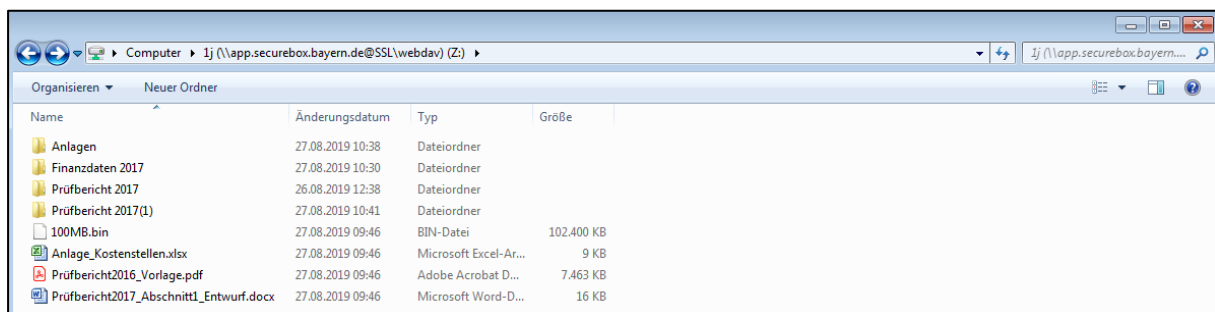 Computer ▸ 1j (\\app.securebox.bayern.de@SSL\webdav) (Z:) ▸ 1j (\\app.securebox.bayern....
Organisieren Neuer Ordner
Name Änderungsdatum Typ Größe
Anlagen 27.08.2019 10:38 Dateiordner
Finanzdaten 2017 27.08.2019 10:30 Dateiordner
Prüfbericht 2017 26.08.2019 12:38 Dateiordner
Prüfbericht 2017(1) 27.08.2019 10:41 Dateiordner
100MB.bin 27.08.2019 09:46 BIN-Datei 102.400 KB
Anlage_Kostenstellen.xlsx 27.08.2019 09:46 Microsoft Excel-Ar... 9 KB
Prüfbericht2016_Vorlage.pdf 27.08.2019 09:46 Adobe Acrobat D... 7.463 KB
Prüfbericht2017_Abschnitt1_Entwurf.docx 27.08.2019 09:46 Microsoft Word-D... 16 KB